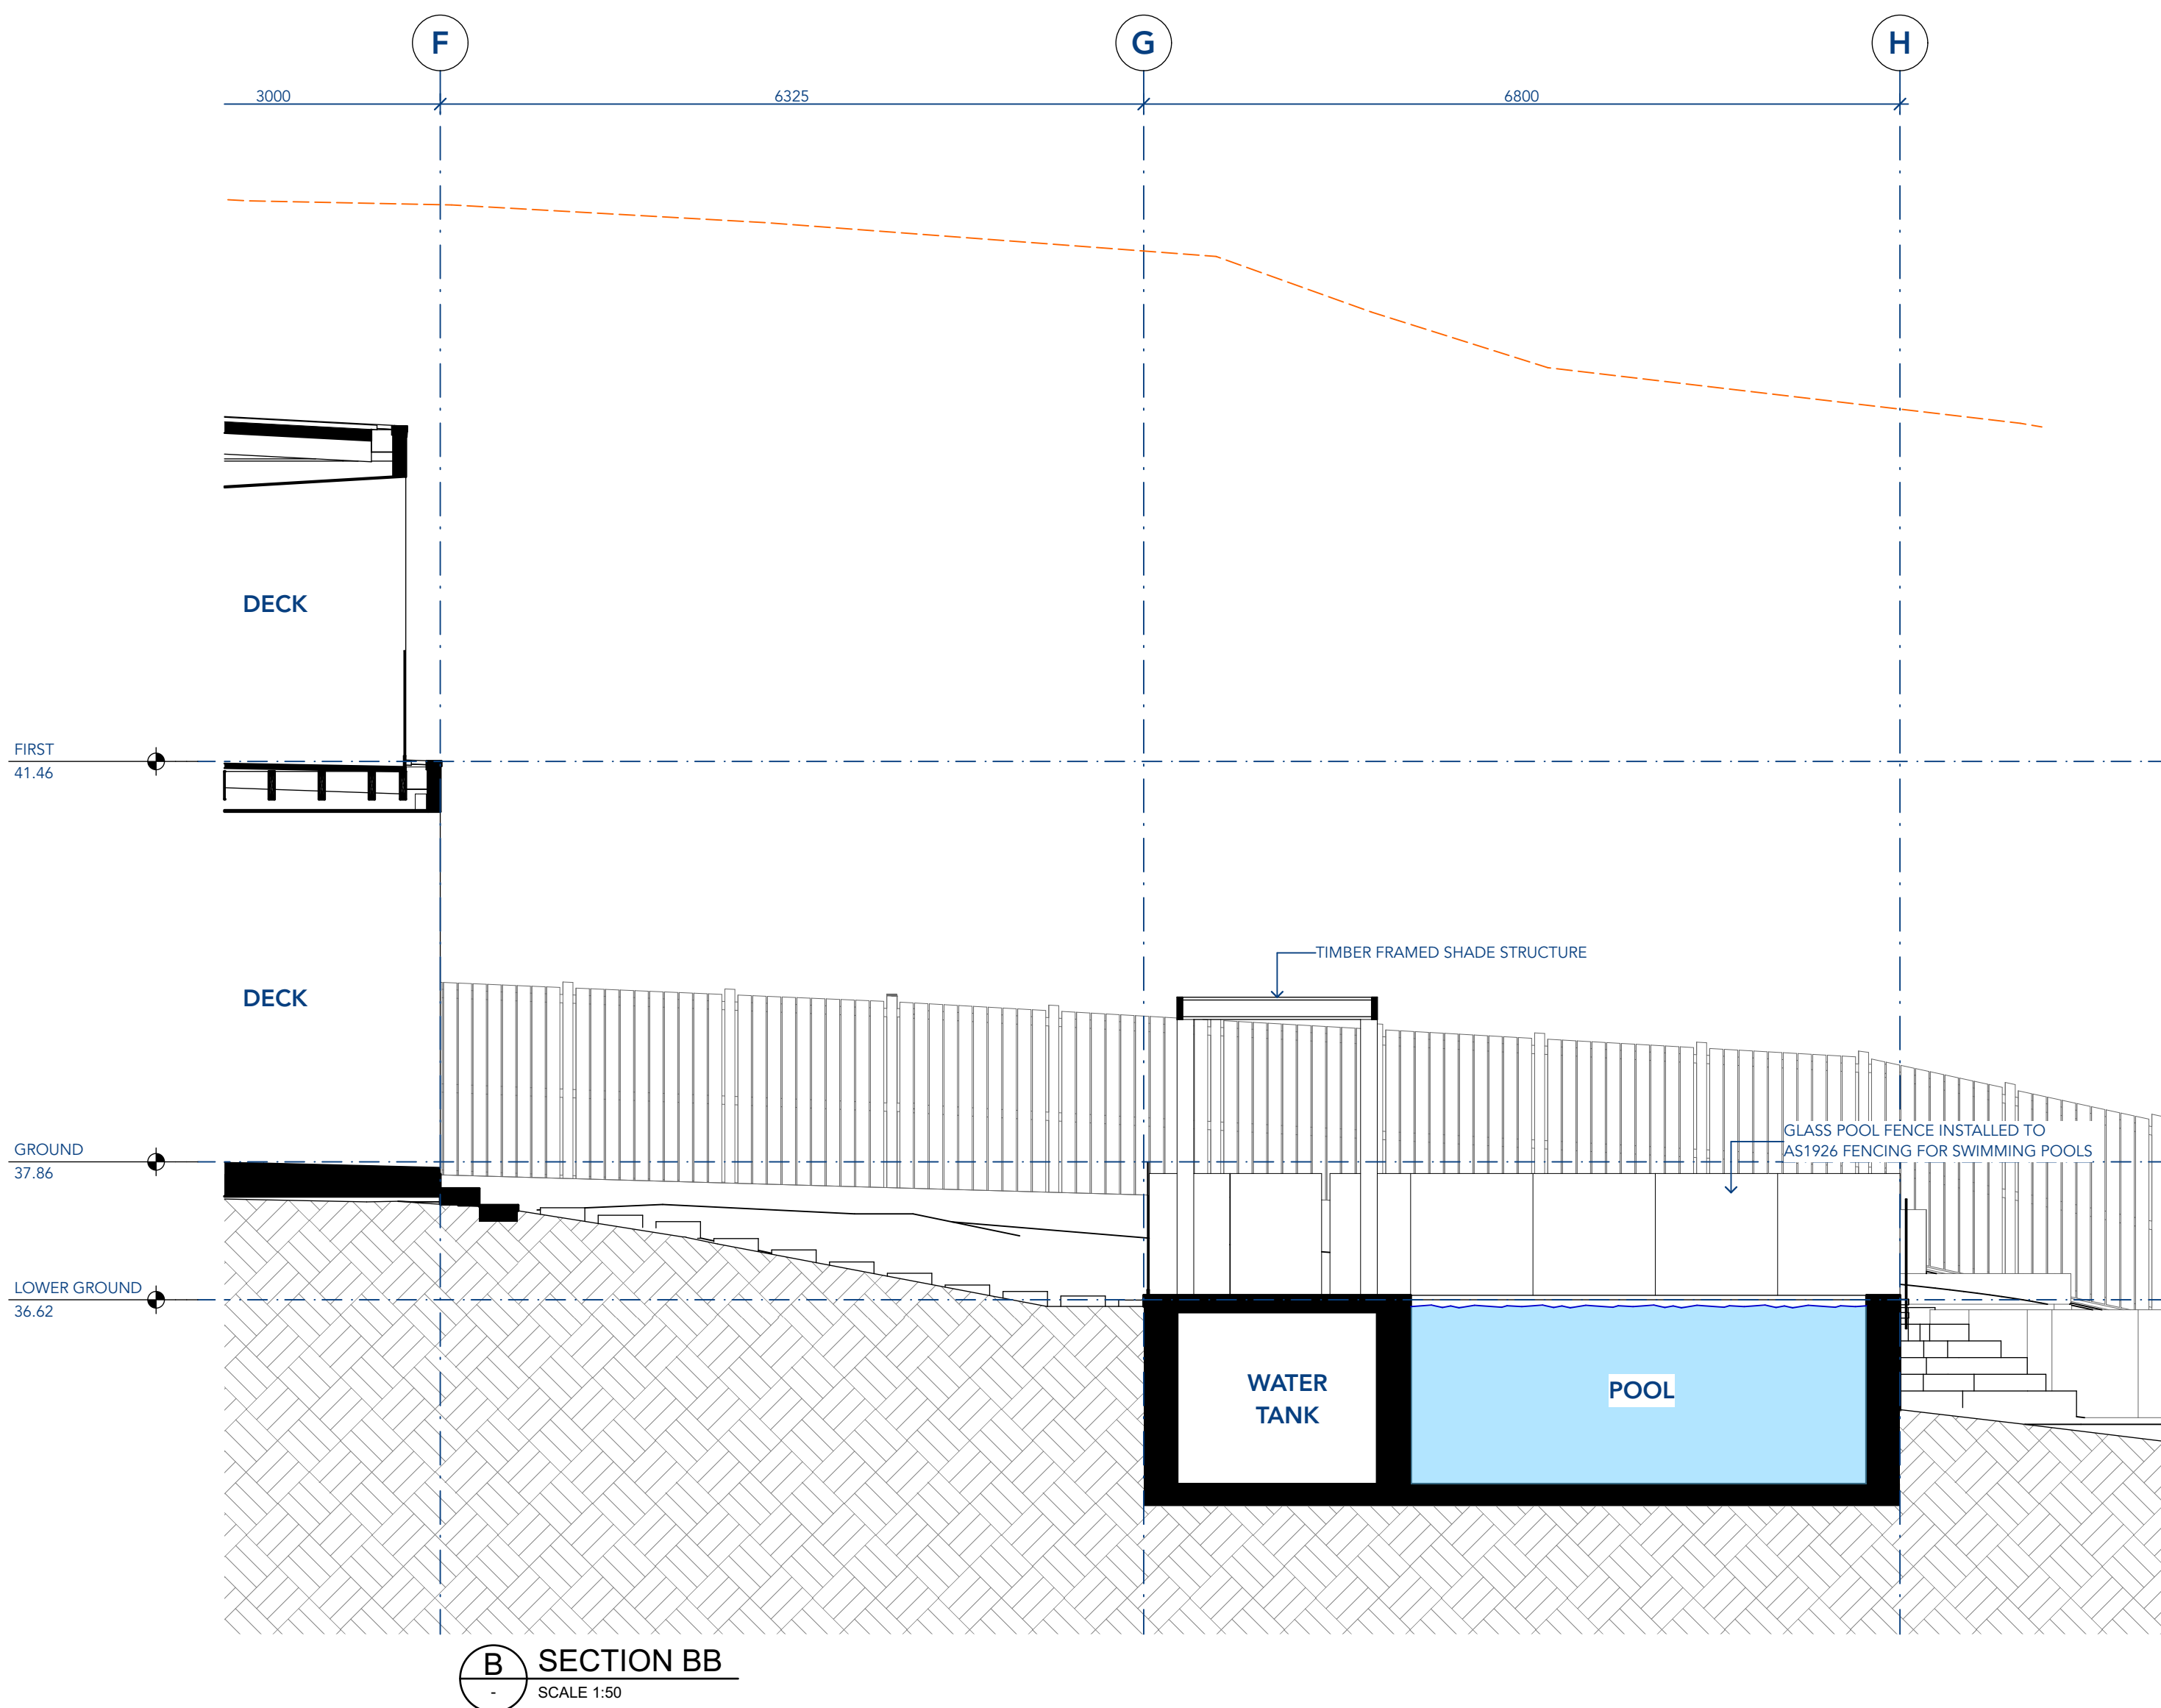 F
G
H
3000
6325
6800
DECK
FIRST
41.46
TIMBER FRAMED SHADE STRUCTURE
DECK
GLASS POOL FENCE INSTALLED TO
AS1926 FENCING FOR SWIMMING POOLS
GROUND
37.86
LOWER GROUND
36.62
WATER
TANK
POOL
B
-
SECTION BB
SCALE 1:50